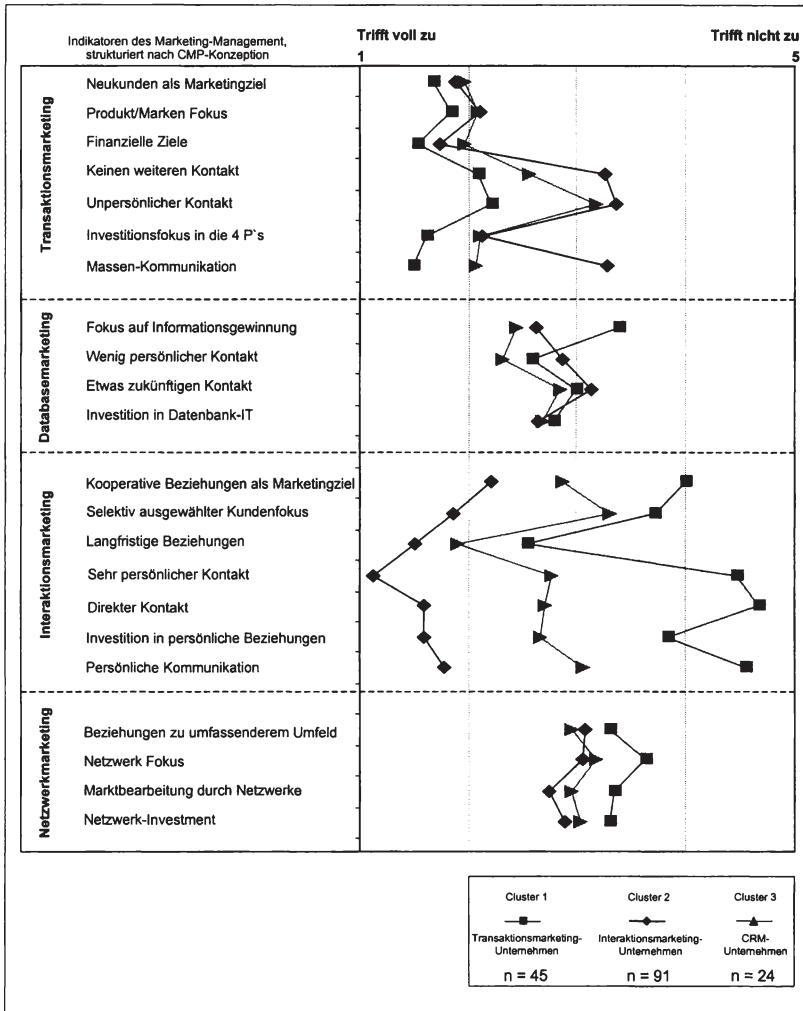 Indikatoren des Marketing-Management,
strukturiert nach CMP-Konzeption
Trifft voll zu
Trifft nicht zu
1
5
Transaktionsmarketing
Neukunden als Marketingziel
Produkt/Marken Fokus
Finanzielle Ziele
Keinen weiteren Kontakt
Unpersönlicher Kontakt
Investitionsfokus in die 4 P`s
Massen-Kommunikation
Databasemarketing
Fokus auf Informationsgewinnung
Wenig persönlicher Kontakt
Etwas zukünftigen Kontakt
Investition in Datenbank-IT
Interaktionsmarketing
Kooperative Beziehungen als Marketingziel
Selektiv ausgewählter Kundenfokus
Langfristige Beziehungen
Sehr persönlicher Kontakt
Direkter Kontakt
Investition in persönliche Beziehungen
Persönliche Kommunikation
Netzwerkmarketing
Beziehungen zu umfassenderem Umfeld
Netzwerk Fokus
Marktbearbeitung durch Netzwerke
Netzwerk-Investment
Cluster 1
Transaktionsmarketing-
Unternehmen
n = 45
Cluster 2
Interaktionsmarketing-
Unternehmen
n = 91
Cluster 3
CRM-
Unternehmen
n = 24